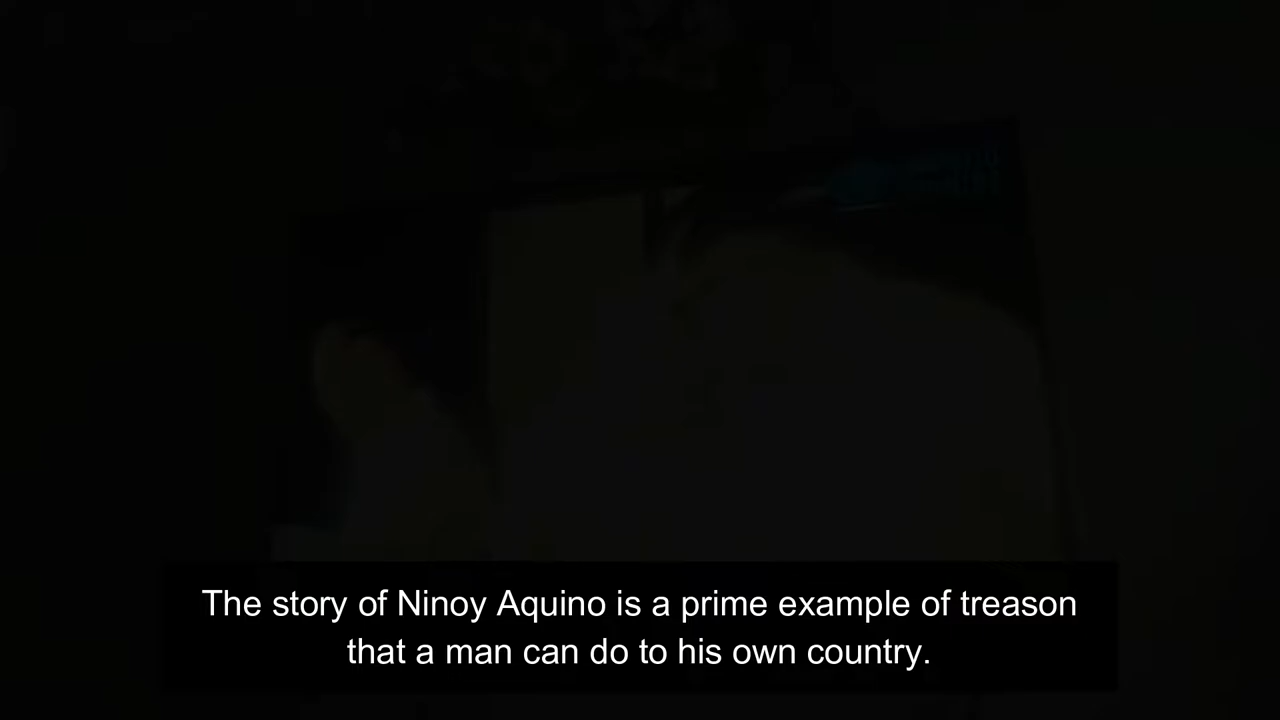 The story of Ninoy Aquino is a prime example of treason
that a man can do to his own country.